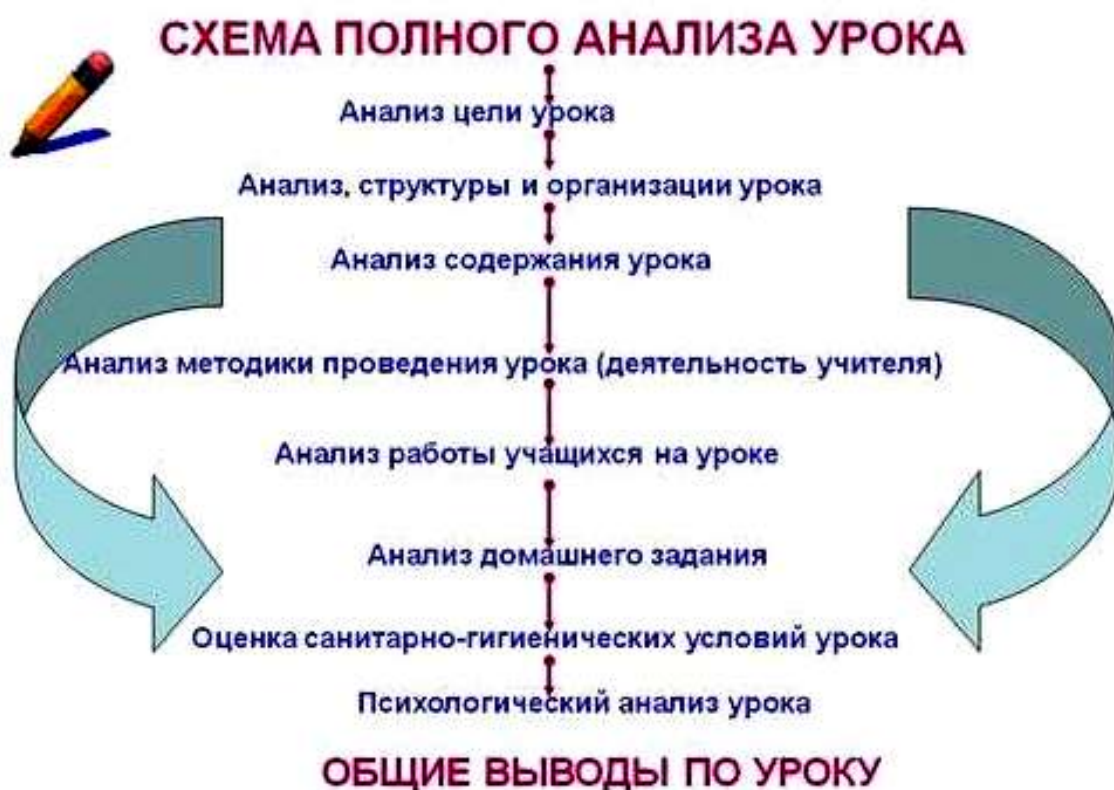 СХЕМА ПОЛНОГО АНАЛИЗА УРОКА
Анализ цели урока
Анализ, структуры и организации урока
Анализ содержания урока
Анализ методики проведения урока (деятельность учителя)
Анализ работы учащихся на уроке
Анализ домашнего задания
Оценка санитарно-гигиенических условий урока
Психологический анализ урока
ОБЩИЕ ВЫВОДЫ ПО УРОКУ